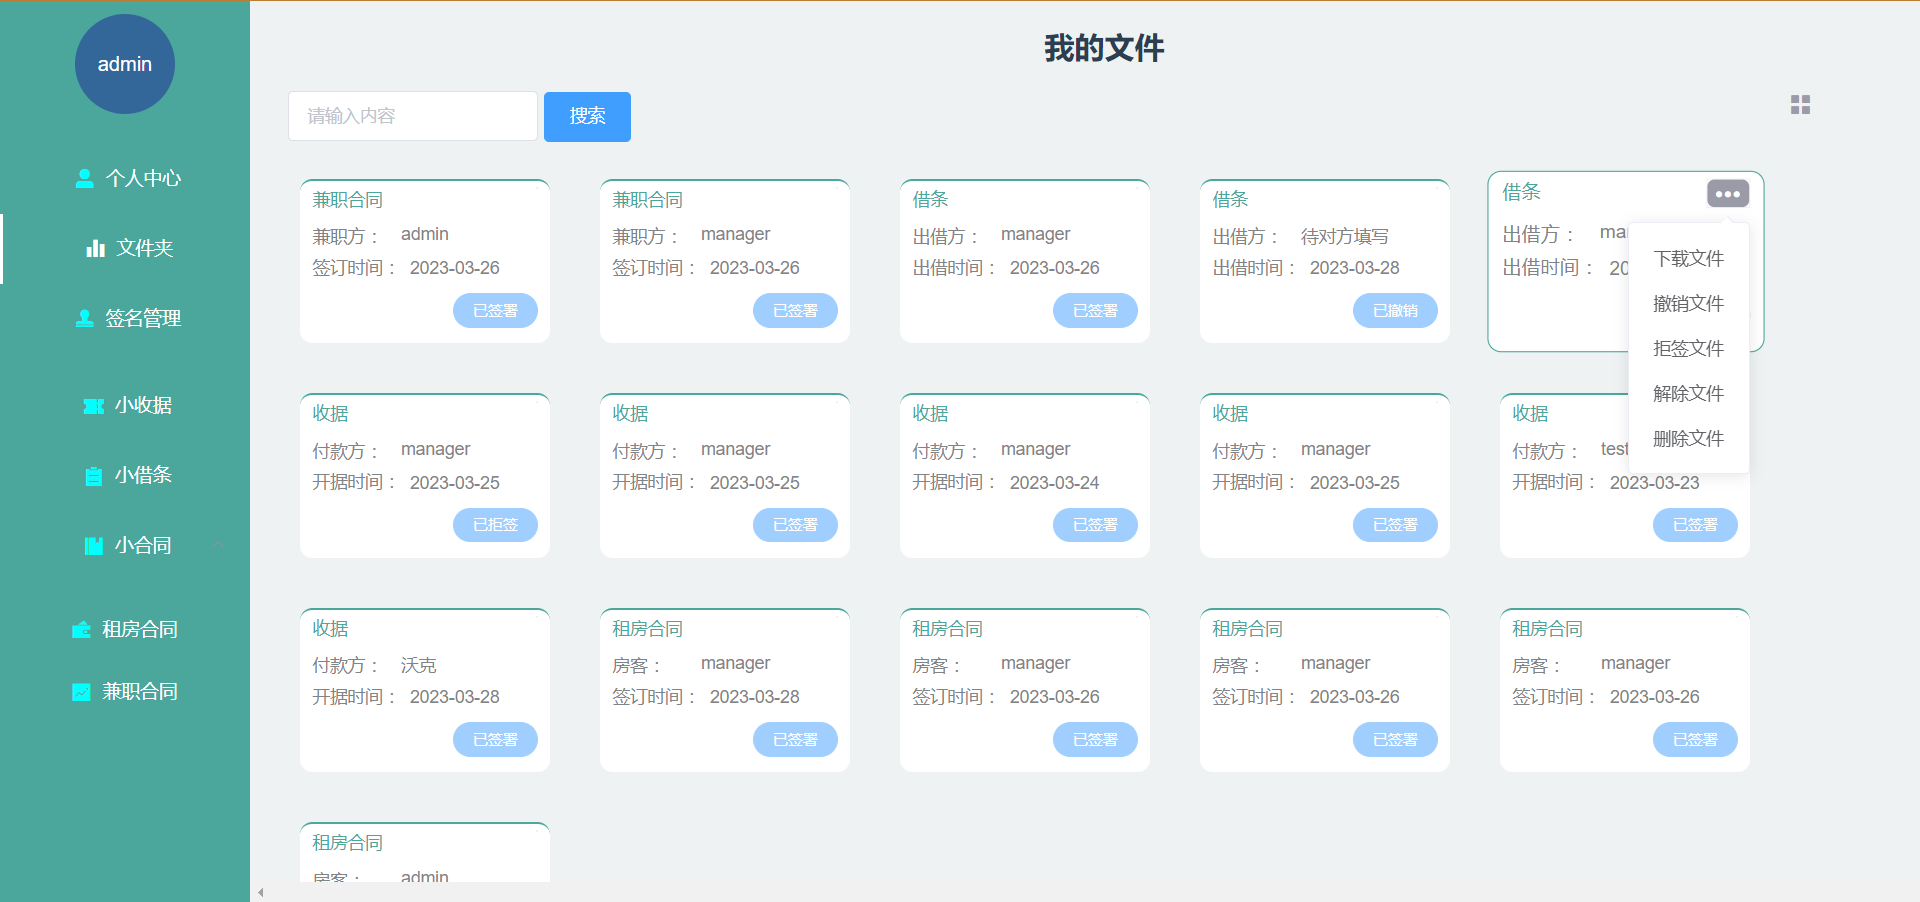 admin
个人中心
文件夹
签名管理
小收据
小借条
小合同
租房合同
兼职合同
我的文件
请输入内容
搜索
兼职合同
兼职方： admin
签订时间： 2023-03-26
已签署
兼职合同
兼职方： manager
签订时间： 2023-03-26
已签署
借条
出借方： manager
出借时间： 2023-03-26
已签署
借条
出借方： 待对方填写
出借时间： 2023-03-28
已撤销
借条
出借方：
出借时间： 20
下载文件
撤销文件
拒签文件
解除文件
删除文件
收据
付款方： manager
开据时间： 2023-03-25
已拒签
收据
付款方： manager
开据时间： 2023-03-25
已签署
收据
付款方： manager
开据时间： 2023-03-24
已签署
收据
付款方： manager
开据时间： 2023-03-25
已签署
收据
付款方： test
开据时间： 2023-03-23
已签署
收据
付款方： 沃克
开据时间： 2023-03-28
已签署
租房合同
房客： manager
签订时间： 2023-03-28
已签署
租房合同
房客： manager
签订时间： 2023-03-26
已签署
租房合同
房客： manager
签订时间： 2023-03-26
已签署
租房合同
房客： manager
签订时间： 2023-03-26
已签署
租房合同
房客： admin